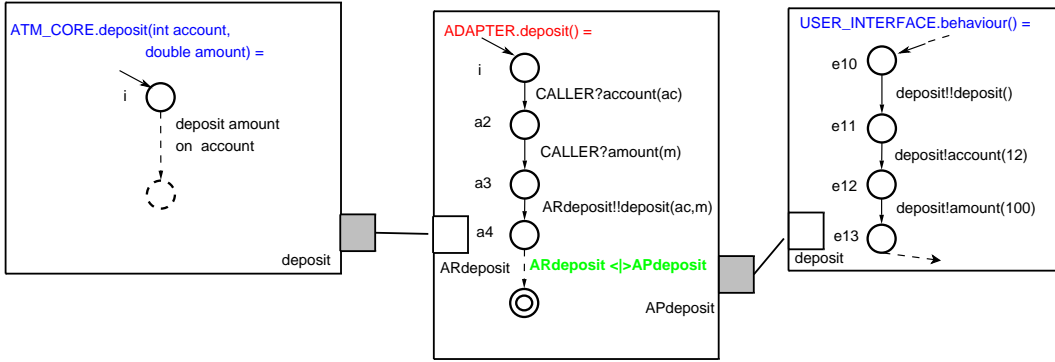 ATM_CORE.deposit(int account,
double amount) =
i
deposit amount
on account
deposit
ADAPTER.deposit() =
i
CALLER?account(ac)
a2
CALLER?amount(m)
a3
ARdeposit!!deposit(ac,m)
a4
ARdeposit
ARdeposit <|>APdeposit
APdeposit
USER_INTERFACE.behaviour() =
e10
deposit!!deposit()
e11
deposit!account(12)
e12
deposit!amount(100)
e13
deposit